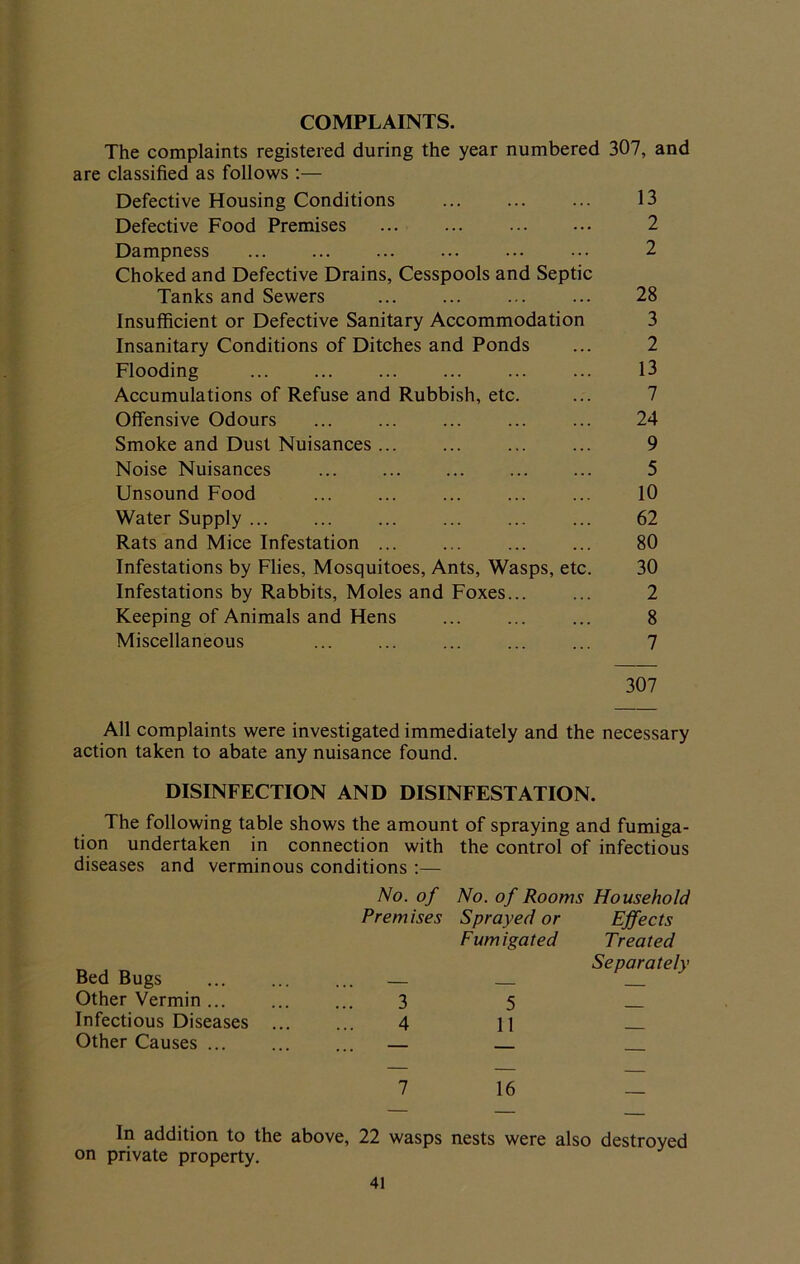 COMPLAINTS.
The complaints registered during the year numbered 307, and
are classified as follows :—
Defective Housing Conditions ... ... ... 13
Defective Food Premises ... ... ... ... 2
Dampness ... ... ... ... ... ... 2
Choked and Defective Drains, Cesspools and Septic
Tanks and Sewers ... ... ... ... 28
Insufficient or Defective Sanitary Accommodation 3
Insanitary Conditions of Ditches and Ponds ... 2
Flooding ... ... ... ... ... ... 13
Accumulations of Refuse and Rubbish, etc. ... 7
Offensive Odours ... ... ... ... ... 24
Smoke and Dust Nuisances ... ... ... ... 9
Noise Nuisances ... ... ... ... ... 5
Unsound Food ... ... ... ... ... 10
Water Supply ... ... ... ... ... ... 62
Rats and Mice Infestation ... ... ... ... 80
Infestations by Flies, Mosquitoes, Ants, Wasps, etc. 30
Infestations by Rabbits, Moles and Foxes... ... 2
Keeping of Animals and Hens ... ... ... 8
Miscellaneous ... ... ... ... ... 7
307
All complaints were investigated immediately and the necessary
action taken to abate any nuisance found.
DISINFECTION AND DISINFESTATION.
The following table shows the amount of spraying and fumiga-
tion undertaken in connection with the control of infectious
diseases and verminous conditions :—
No. of No. of Rooms Household
Premises Sprayed or Effects
Fumigated Treated
Separately
Bed Bugs ... ... ... — — —
Other Vermin ... ... ... 3 5 —
Infectious Diseases ... ... 4 11 —
Other Causes ... ... ... — — —
7 16 —
In addition to the above, 22 wasps nests were also destroyed
on private property.
41